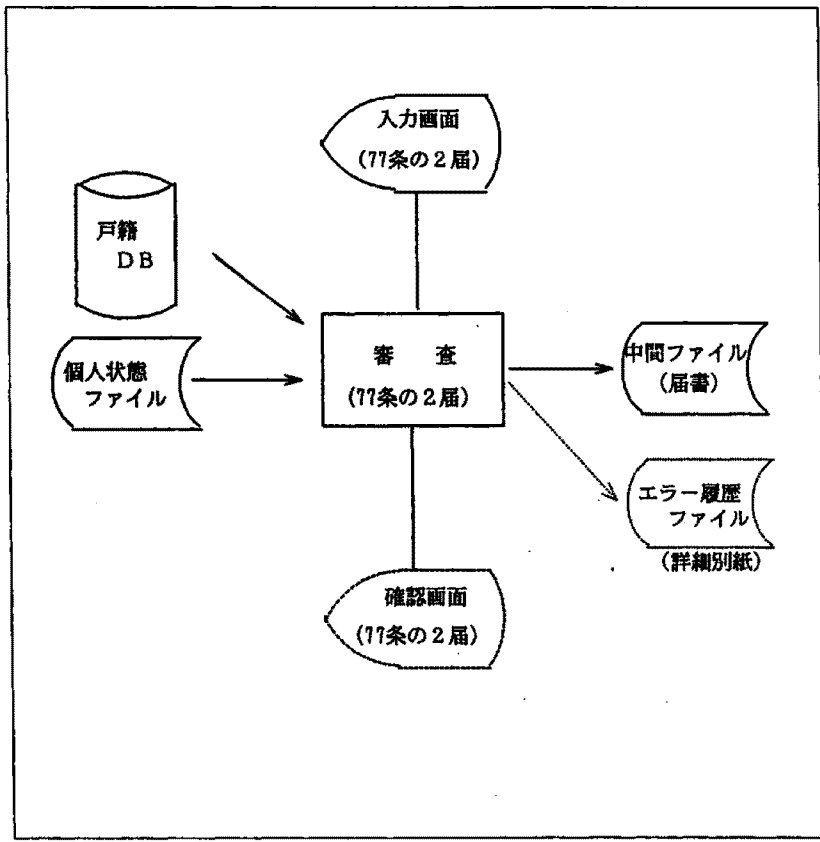 入力画面
(77条の2届)
戸籍
DB
個人状態
ファイル
審　査
(77条の2届)
中間ファイル
(届書)
エラー履歴
ファイル
(詳細別紙)
確認画面
(77条の2届)